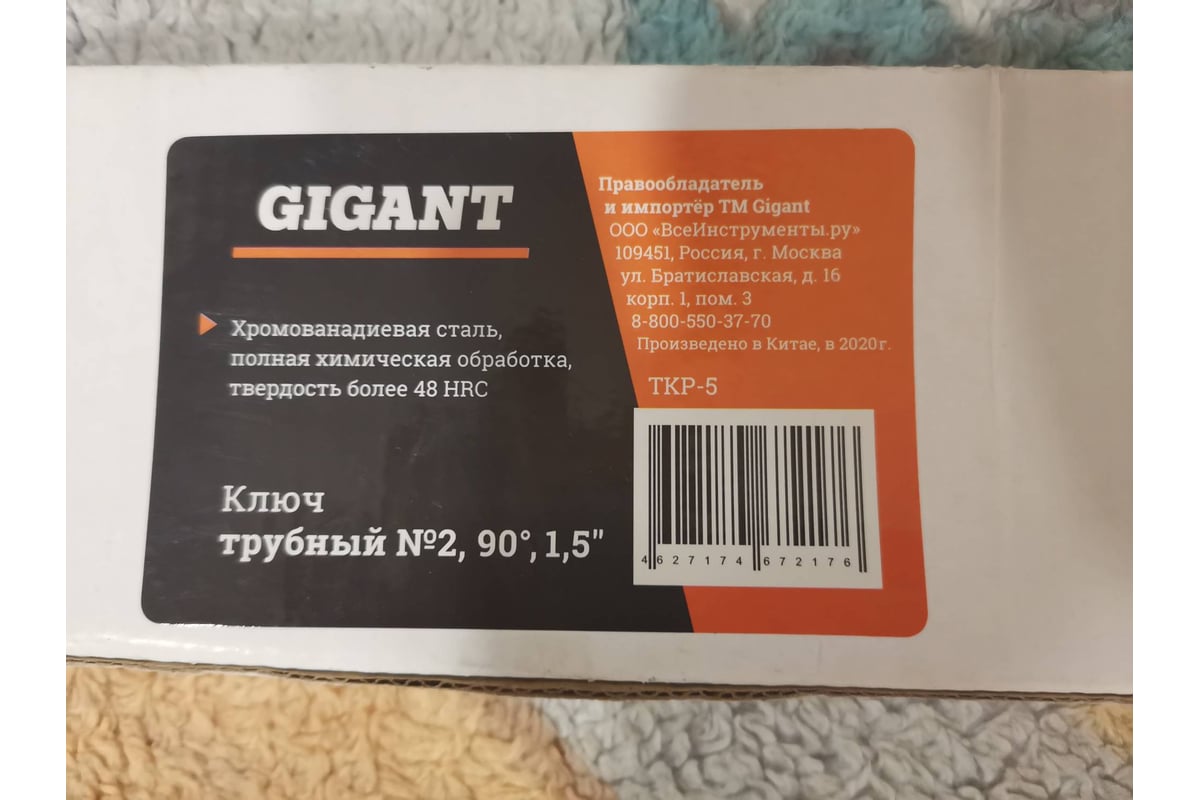 GIGANT
Хромованадиевая сталь,
полная химическая обработка,
твердость более 48 HRC
Ключ
трубный №2, 90°, 1,5”
Правообладатель
и импортёр ТМ Gigant
ООО «ВсеИнструменты.ру»
109451, Россия, г. Москва
ул. Братиславская, д. 16
корп. 1, пом. 3
8-800-550-37-70
Произведено в Китае, в 2020г.
TKP-5
4 627174 672176